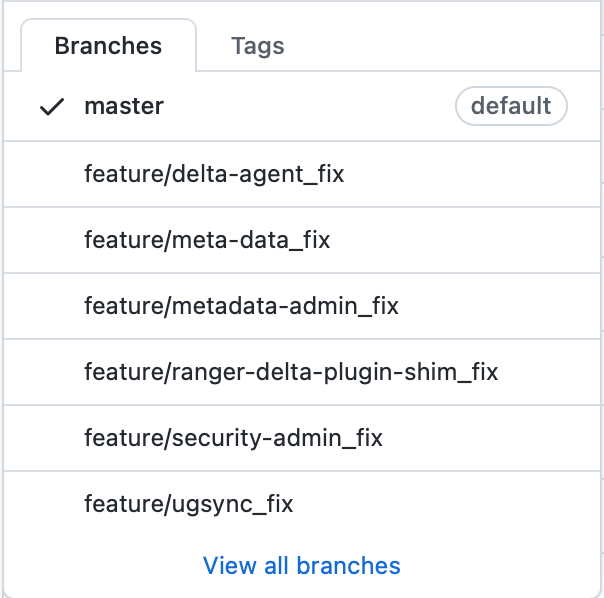 Branches Tags
master default
feature/delta-agent_fix
feature/meta-data_fix
feature/metadata-admin_fix
feature/ranger-delta-plugin-shim_fix
feature/security-admin_fix
feature/ugsync_fix
View all branches